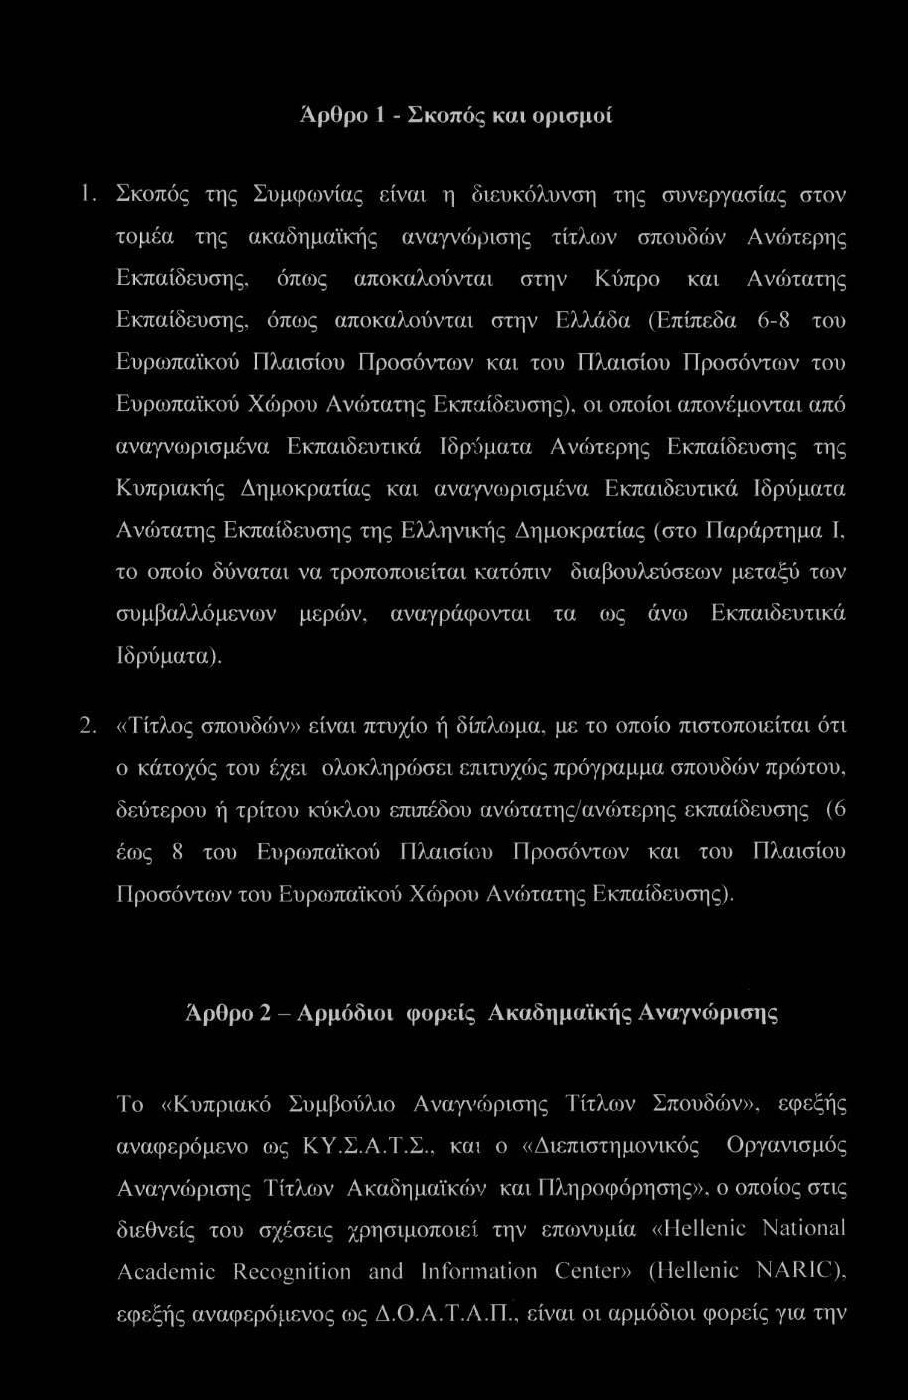 Άρθρο 1 - Σκοπός και ορισμοί
1. Σκοπός της Συμφωνίας είναι η διευκόλυνση της συνεργασίας στον
τομέα της ακαδημαϊκής αναγνώρισης τίτλων σπουδών Ανώτερης
Εκπαίδευσης, όπως αποκαλούνται στην Κύπρο και Ανώτατης
Εκπαίδευσης, όπως αποκαλούνται στην Ελλάδα (Επίπεδα 6-8 του
Ευρωπαϊκού Πλαισίου Προσόντων και του Πλαισίου Προσόντων του
Ευρωπαϊκού Χώρου Ανώτατης Εκπαίδευσης), οι οποίοι απονέμονται από
αναγνωρισμένα Εκπαιδευτικά Ιδρύματα Ανώτερης Εκπαίδευσης της
Κυπριακής Δημοκρατίας και αναγνωρισμένα Εκπαιδευτικά Ιδρύματα
Ανώτατης Εκπαίδευσης της Ελληνικής Δημοκρατίας (στο Παράρτημα Ι,
το οποίο δύναται να τροποποιείται κατόπιν διαβουλεύσεων μεταξύ των
συμβαλλόμενων μερών, αναγράφονται τα ως άνω Εκπαιδευτικά
Ιδρύματα).
2. «Τίτλος σπουδών» είναι πτυχίο ή δίπλωμα, με το οποίο πιστοποιείται ότι
ο κάτοχός του έχει ολοκληρώσει επιτυχώς πρόγραμμα σπουδών πρώτου,
δεύτερου ή τρίτου κύκλου επιπέδου ανώτατης/ανώτερης εκπαίδευσης (6
έως 8 του Ευρωπαϊκού Πλαισίου Προσόντων και του Πλαισίου
Προσόντων του Ευρωπαϊκού Χώρου Ανώτατης Εκπαίδευσης).
Άρθρο 2 – Αρμόδιοι φορείς Ακαδημαϊκής Αναγνώρισης
Το «Κυπριακό Συμβούλιο Αναγνώρισης Τίτλων Σπουδών», εφεξής
αναφερόμενο ως ΚΥ.Σ.Α.Τ.Σ., και ο «Διεπιστημονικός Οργανισμός
Αναγνώρισης Τίτλων Ακαδημαϊκών και Πληροφόρησης», ο οποίος στις
διεθνείς του σχέσεις χρησιμοποιεί την επωνυμία «Hellenic National
Academic Recognition and Information Center» (Hellenic NARIC),
εφεξής αναφερόμενος ως Δ.Ο.Α.Τ.Α.Π., είναι οι αρμόδιοι φορείς για την